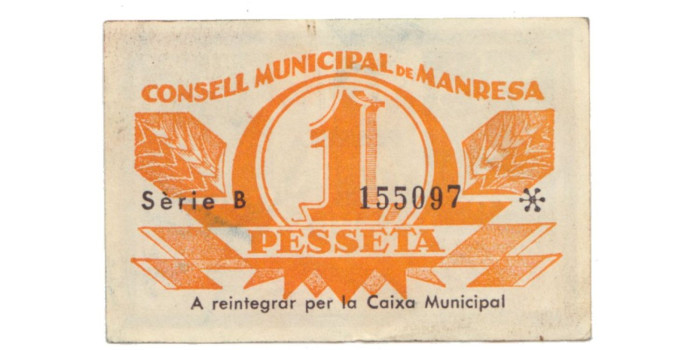 CONSELL MUNICIPAL DE MANRESA
1
Sèrie B 155097
PESSETA
A reintegrar per la Caixa Municipal